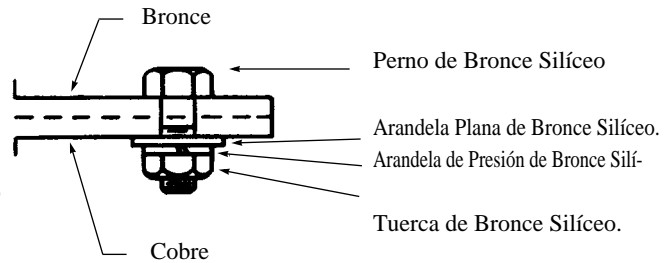 Bronce
Perno de Bronce Silíceo
Arandela Plana de Bronce Silíceo.
Arandela de Presión de Bronce Silí-
Tuerca de Bronce Silíceo.
Cobre